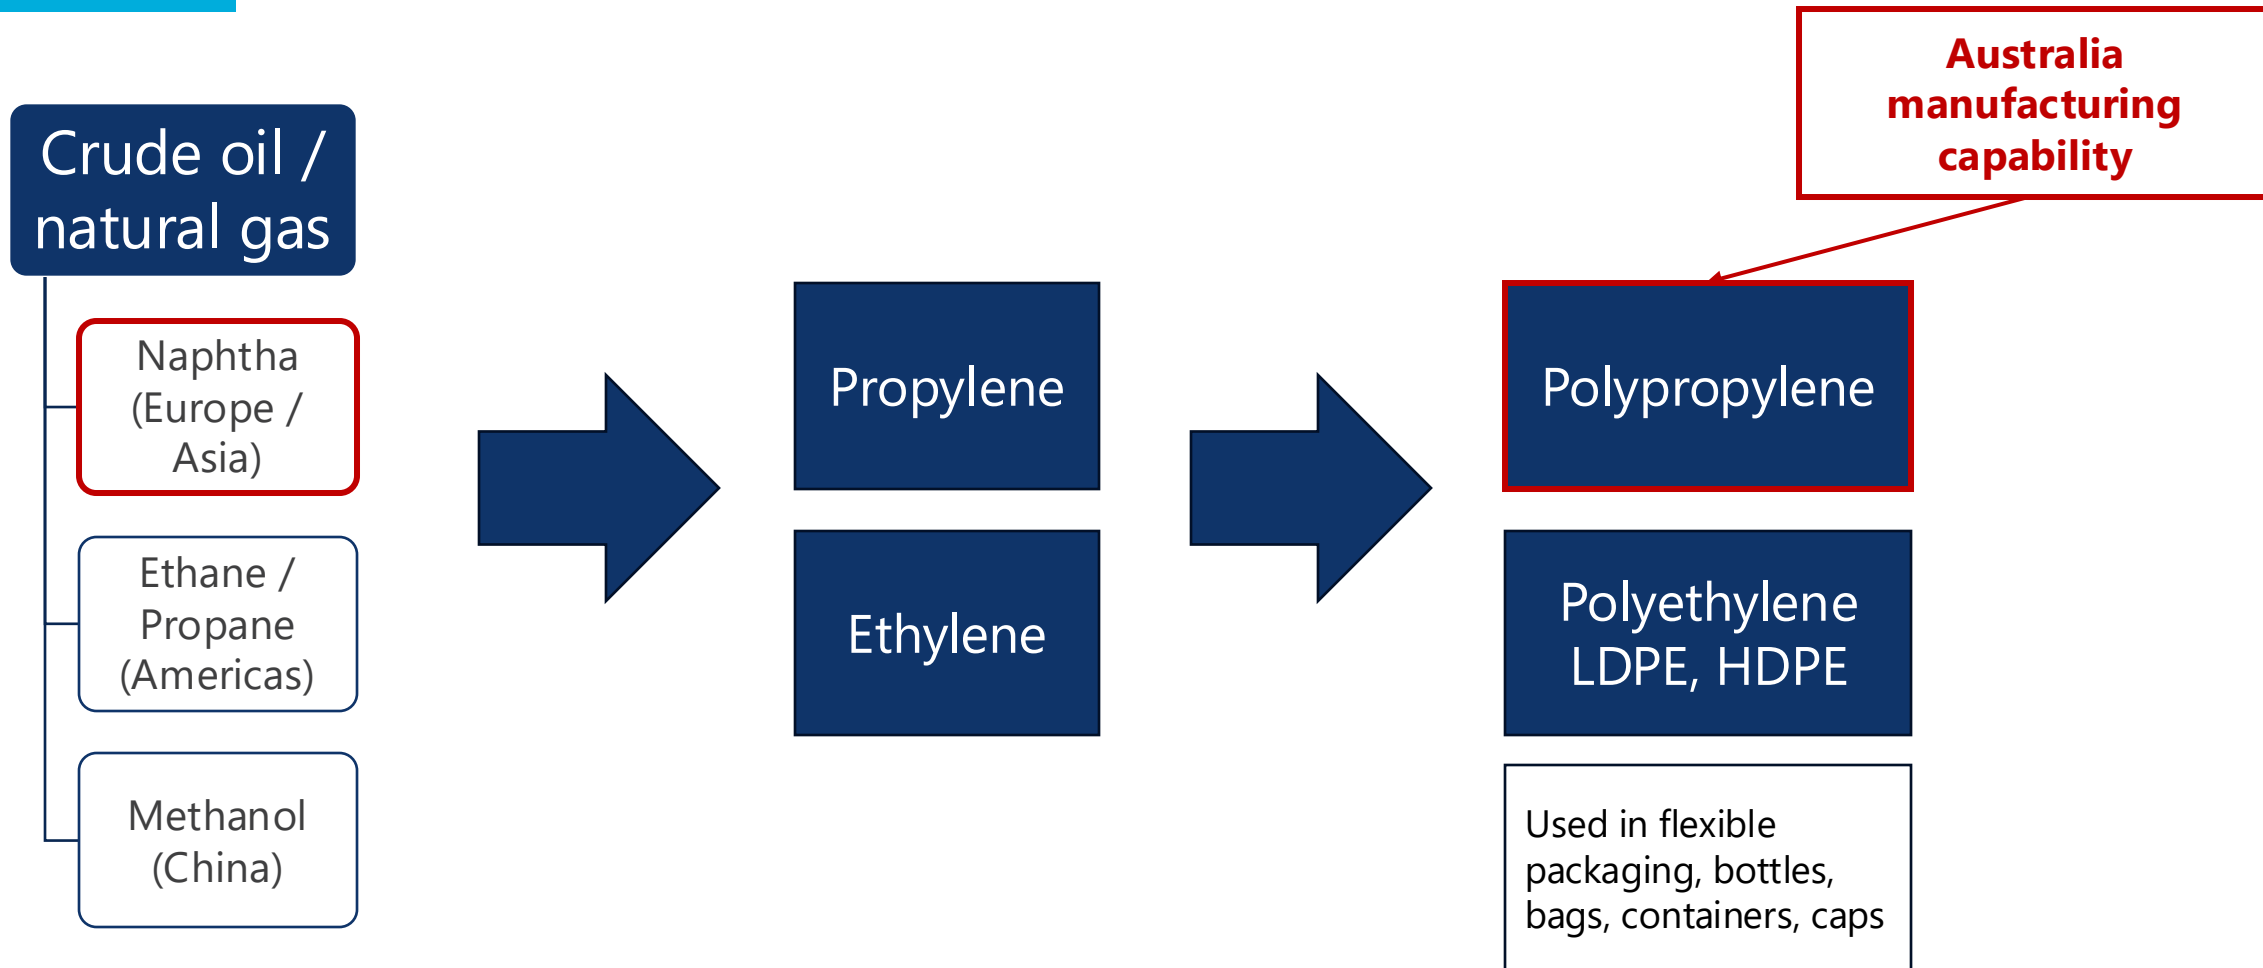 Australia
manufacturing
capability
Crude oil /
natural gas
Naphtha
(Europe /
Asia)
Ethane /
Propane
(Americas)
Methanol
(China)
Propylene
Ethylene
Polypropylene
Polyethylene
LDPE, HDPE
Used in flexible
packaging, bottles,
bags, containers, caps